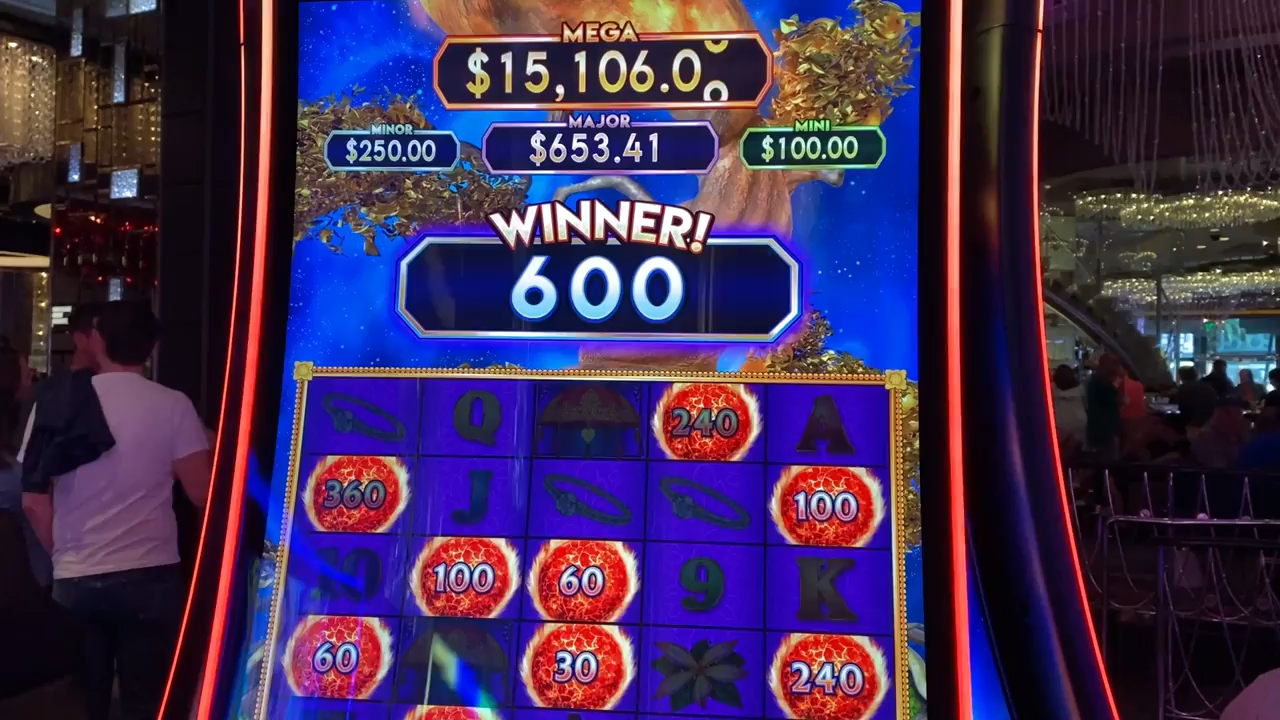 MEGA
$15,106.0
MINOR
$250.00
MAJOR
$653.41
MINI
$100.00
WINNER!
600
Q 240 A
360 J 100
10 100 60 9 K
60 30 240